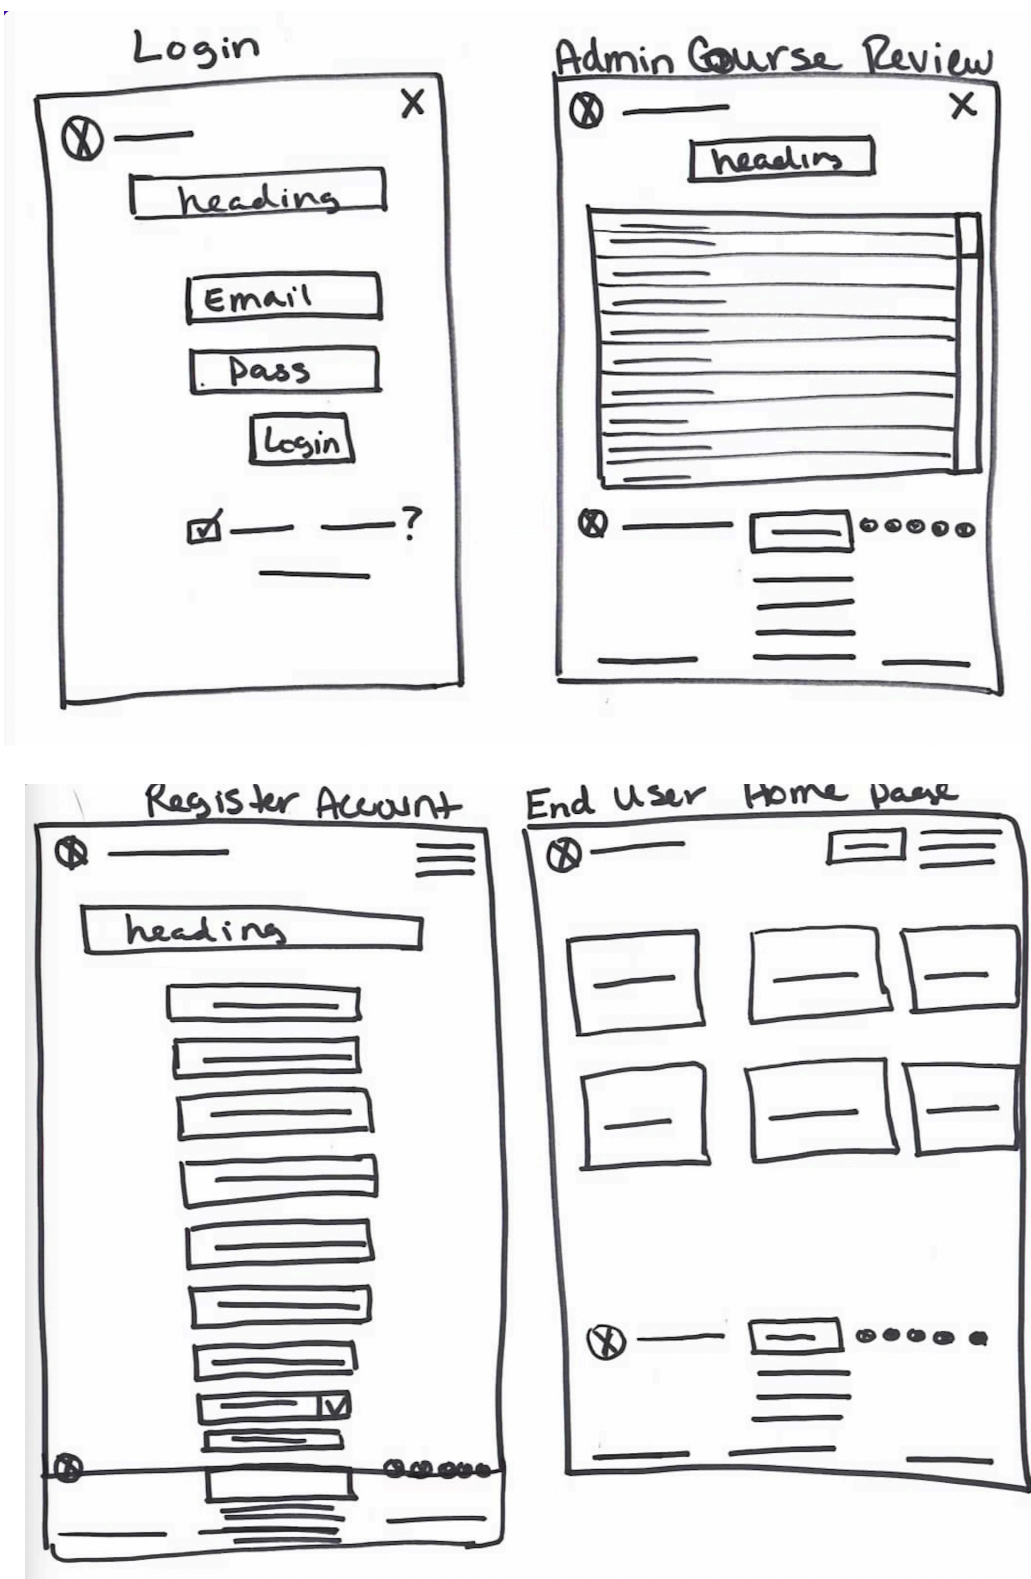 Login
X
heading
Email
Pass
Login
?
Admin Course Review
X
heading
Register Account
heading
End User Home page